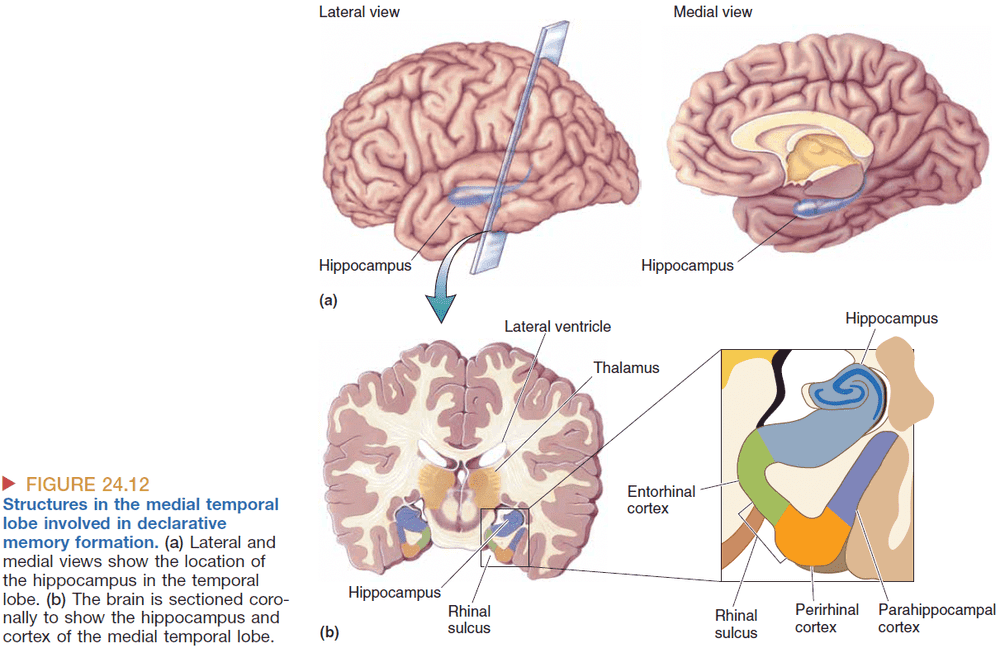 Lateral view
Medial view
Hippocampus
Hippocampus
(a)
Lateral ventricle
Thalamus
Hippocampus
Rhinal
sulcus
(b)
Hippocampus
Entorhinal
cortex
Rhinal
sulcus
Perirhinal
cortex
Parahippocampal
cortex
▶ FIGURE 24.12
Structures in the medial temporal
lobe involved in declarative
memory formation. (a) Lateral and
medial views show the location of
the hippocampus in the temporal
lobe. (b) The brain is sectioned coro-
nally to show the hippocampus and
cortex of the medial temporal lobe.